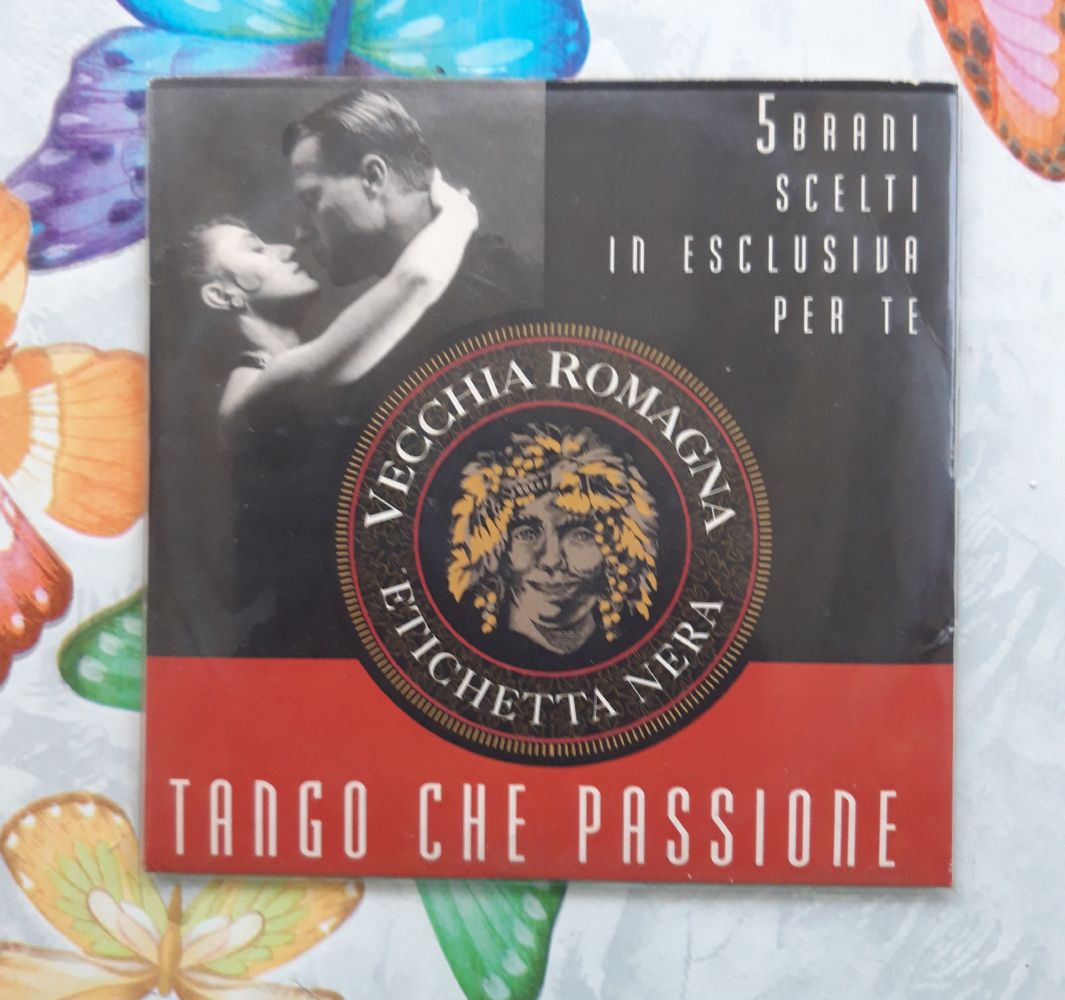 5 BRANI
SCELTI
IN ESCLUSIVA
PER TE
VECCHIA ROMAGNA
ETICHETTA NERA
TANGO CHE PASSIONE